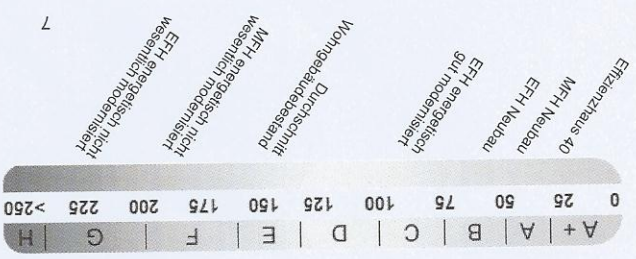 A+ | A | B | C | D | E | F | G | H
0 25 50 75 100 125 150 175 200 225 >250
Effizienzhaus 40
MFH Neubau
EFH Neubau
EFH energetisch
gut modernisiert
Durchschnitt
Wohngebäudebestand
MFH energetisch nicht
wesentlich modernisiert
EFH energetisch nicht
wesentlich modernisiert
7